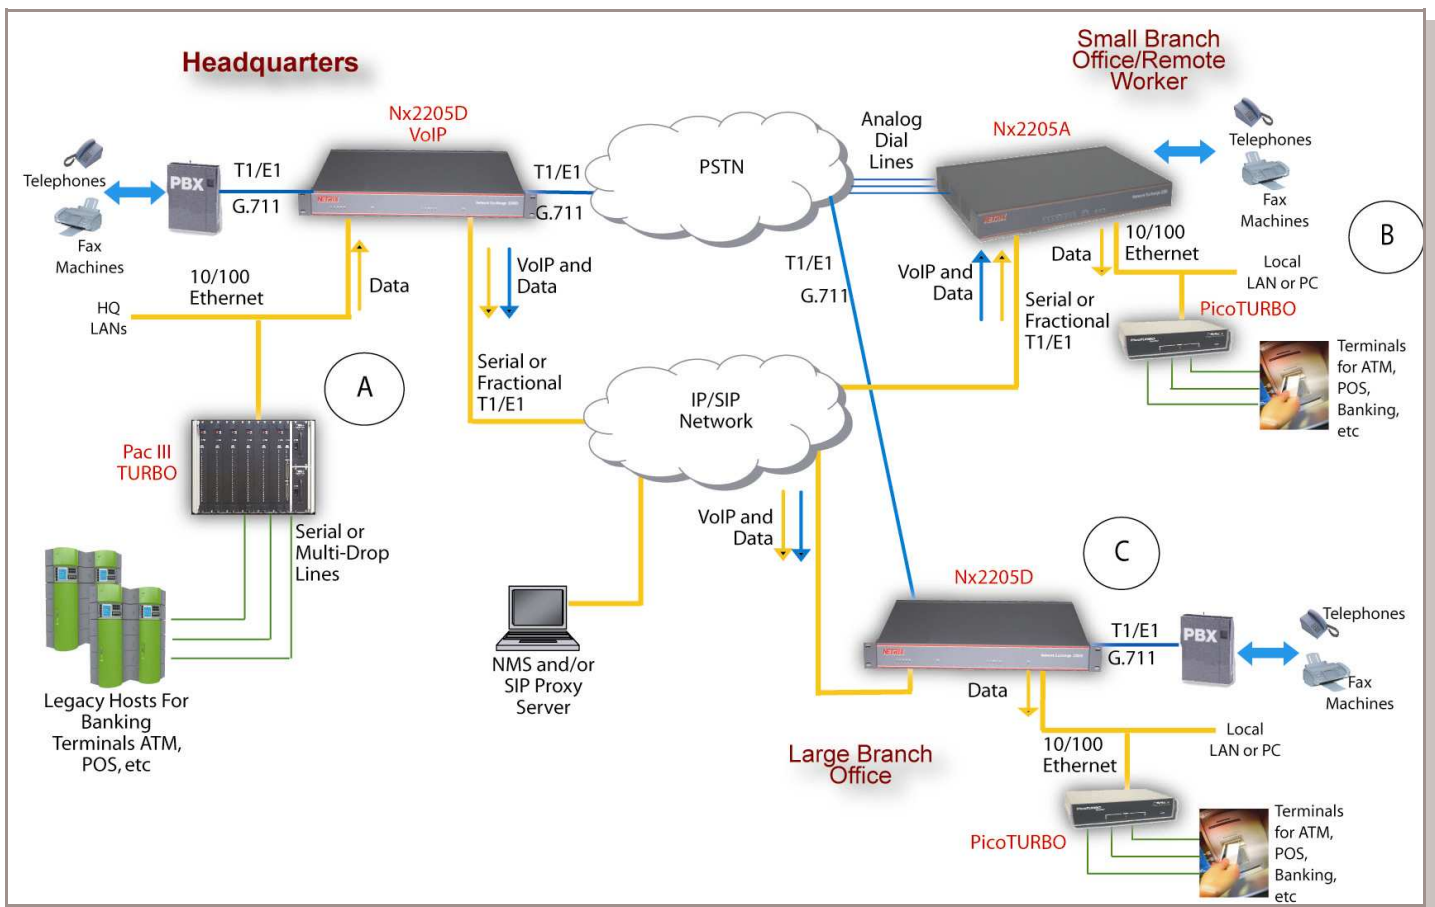 Headquarters
Small Branch
Office/Remote
Worker
Nx2205D
VoIP
Telephones
Fax
Machines
PBX
T1/E1
G.711
NETRIX
T1/E1
G.711
PSTN
Analog
Dial
Lines
Nx2205A
Telephones
Fax
Machines
B
10/100
Ethernet
Data
HQ
LANs
VoIP and
Data
T1/E1
G.711
VoIP and
Data
Data
10/100
Ethernet
Local
LAN or PC
Serial or
Fractional
T1/E1
PicoTURBO
Terminals
for ATM,
POS,
Banking,
etc
A
Serial or
Fractional
T1/E1
IP/SIP
Network
Pac III
TURBO
Serial or
Multi-Drop
Lines
VoIP and
Data
C
Legacy Hosts For
Banking
Terminals ATM,
POS, etc
NMS and/or
SIP Proxy
Server
Nx2205D
NETRIX
T1/E1
G.711
PBX
Telephones
Fax
Machines
Data
10/100
Ethernet
Local
LAN or PC
Large Branch
Office
PicoTURBO
Terminals
for ATM,
POS,
Banking,
etc